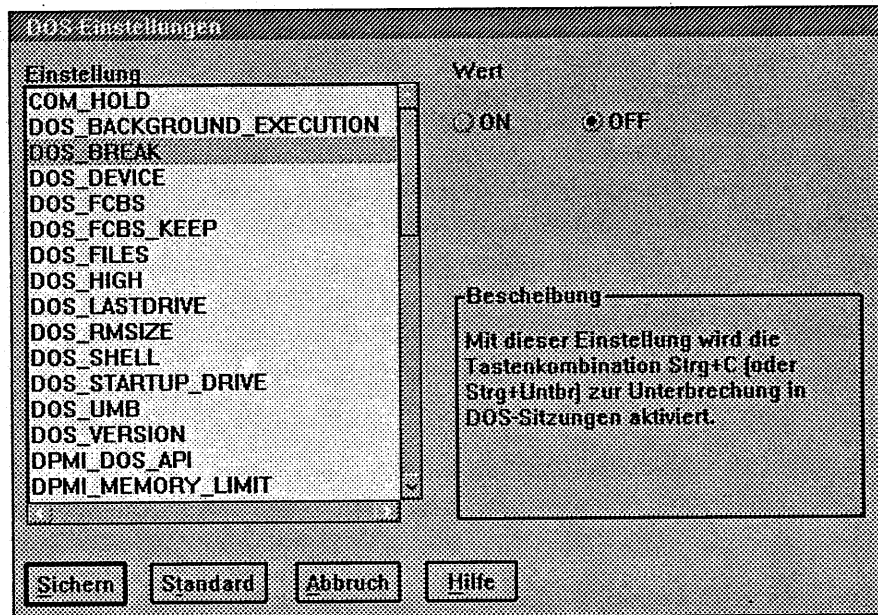 DOS-Einstellungen
Einstellung
COM_HOLD
DOS_BACKGROUND_EXECUTION
DOS_BREAK
DOS_DEVICE
DOS_FCBS
DOS_FCBS_KEEP
DOS_FILES
DOS_HIGH
DOS_LASTDRIVE
DOS_RMSIZE
DOS_SHELL
DOS_STARTUP_DRIVE
DOS_UMB
DOS_VERSION
DPMI_DOS_API
DPMI_MEMORY_LIMIT
Wert
ON OFF
Bescheibung
Mit dieser Einstellung wird die
Tastenkombination Strg+C (oder
Strg+Untbr) zur Unterbrechung in
DOS-Sitzungen aktiviert.
Sichern Standard Abbruch Hilfe